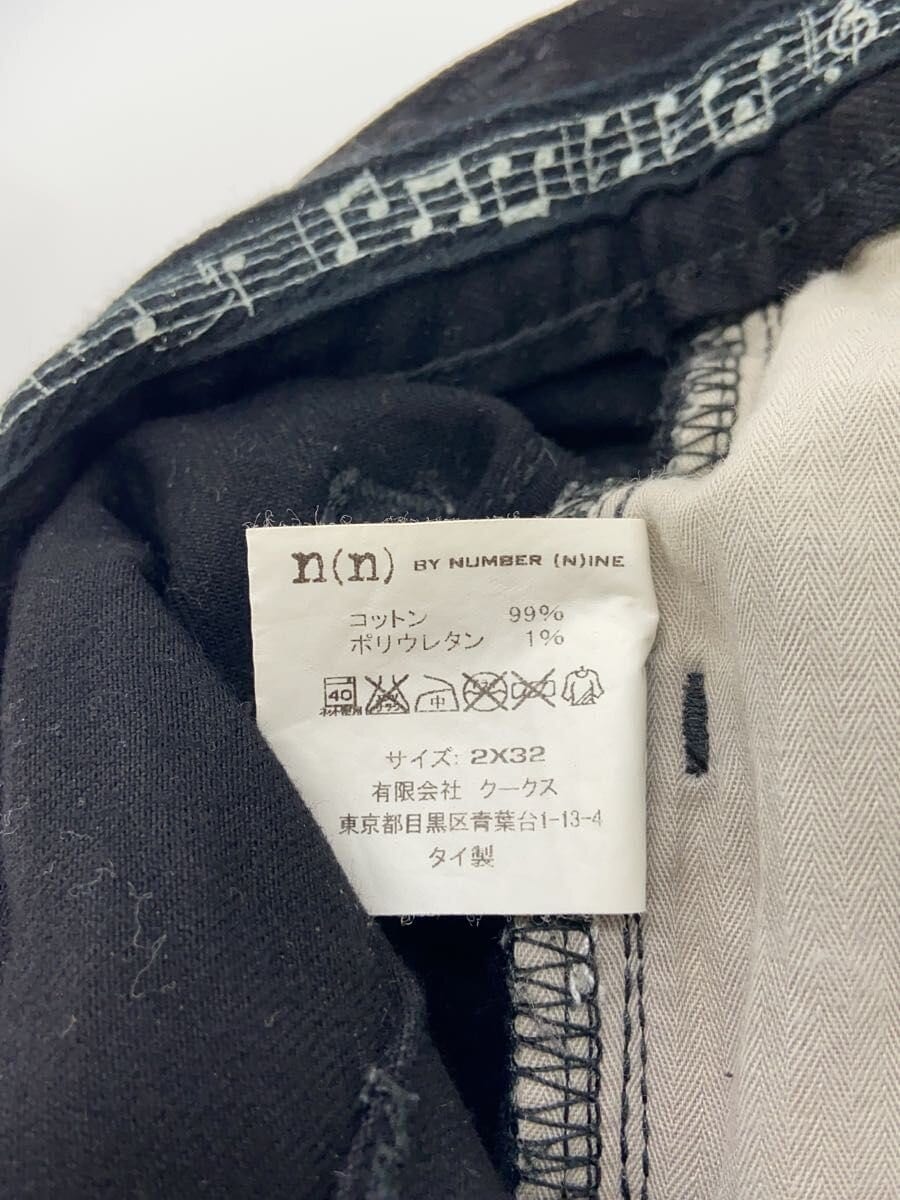 n(n) BY NUMBER (N)INE
コットン 99%
ポリウレタン 1%
40
中
サイズ: 2X32
有限会社 クークス
東京都目黒区青葉台1-13-4
タイ製